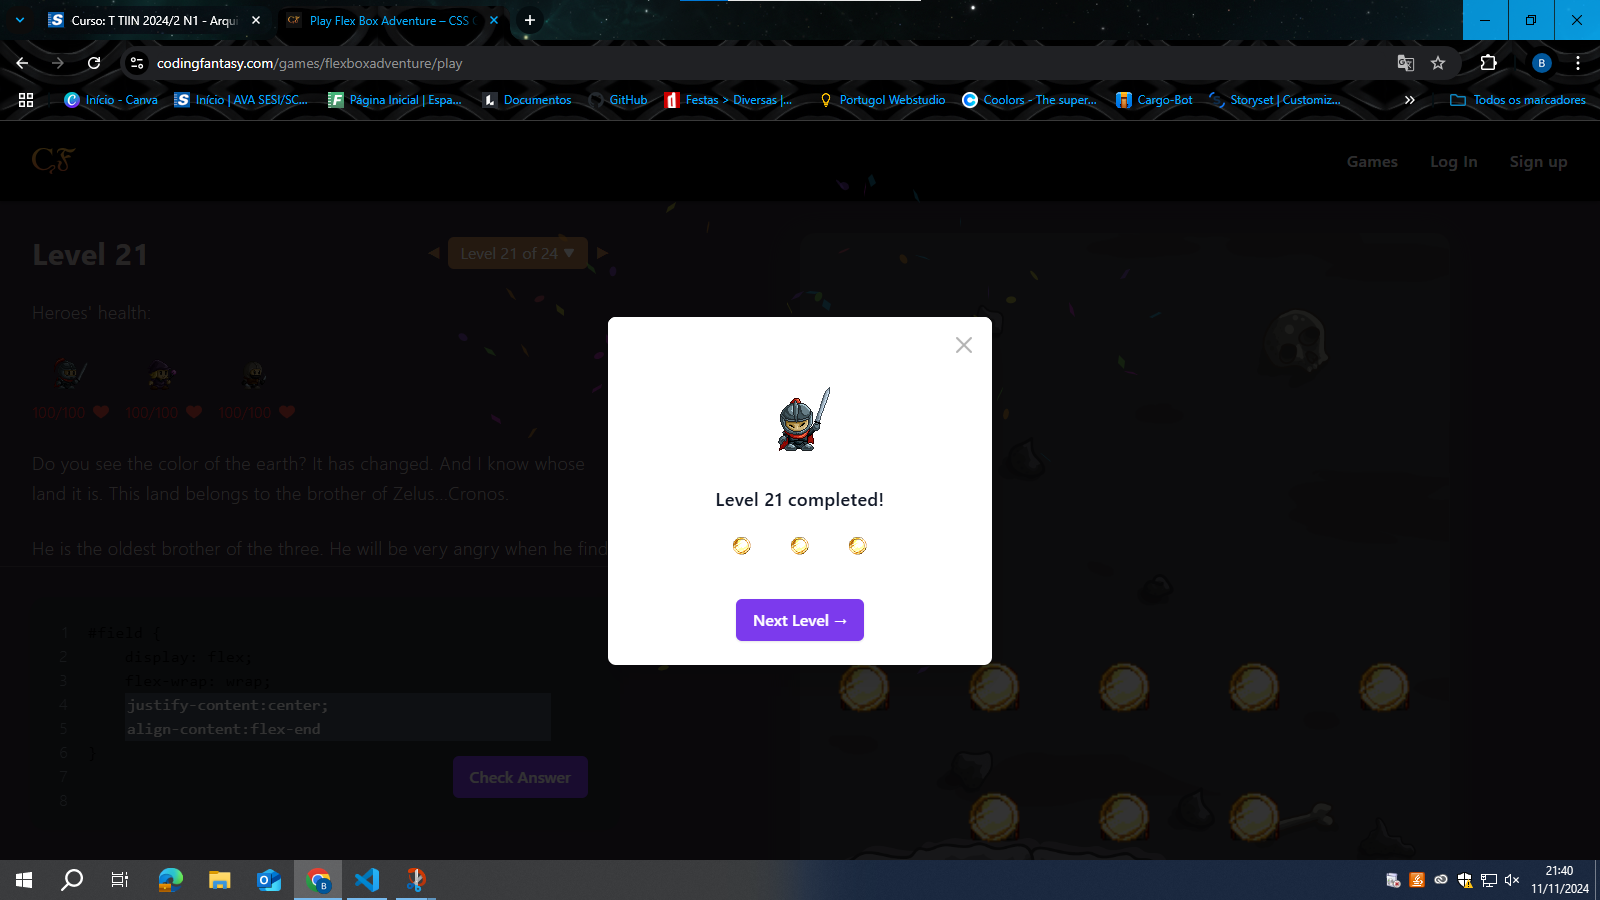 Curso: T TIIN 2024/2 N1 - Arqui
Play Flex Box Adventure – CSS
codingfantasy.com/games/flexboxadventure/play
B
Início - Canva
Início | AVA SESI/SC...
Página Inicial | Espa...
Documentos
GitHub
Festas > Diversas |...
Portugol Webstudio
Coolors - The super...
Cargo-Bot
Storyset | Customiz...
Todos os marcadores
CF
Games
Log In
Sign up
Level 21
Level 21 of 24
Heroes' health:
100/100
100/100
100/100
Do you see the color of the earth? It has changed. And I know whose
land it is. This land belongs to the brother of Zelus...Cronos.
He is the oldest brother of the three. He will be very angry when he find
1 #field {
2 display: flex;
3 flex-wrap: wrap;
4 justify-content:center;
5 align-content:flex-end
6 }
7
8
Check Answer
Level 21 completed!
Next Level →
21:40
11/11/2024